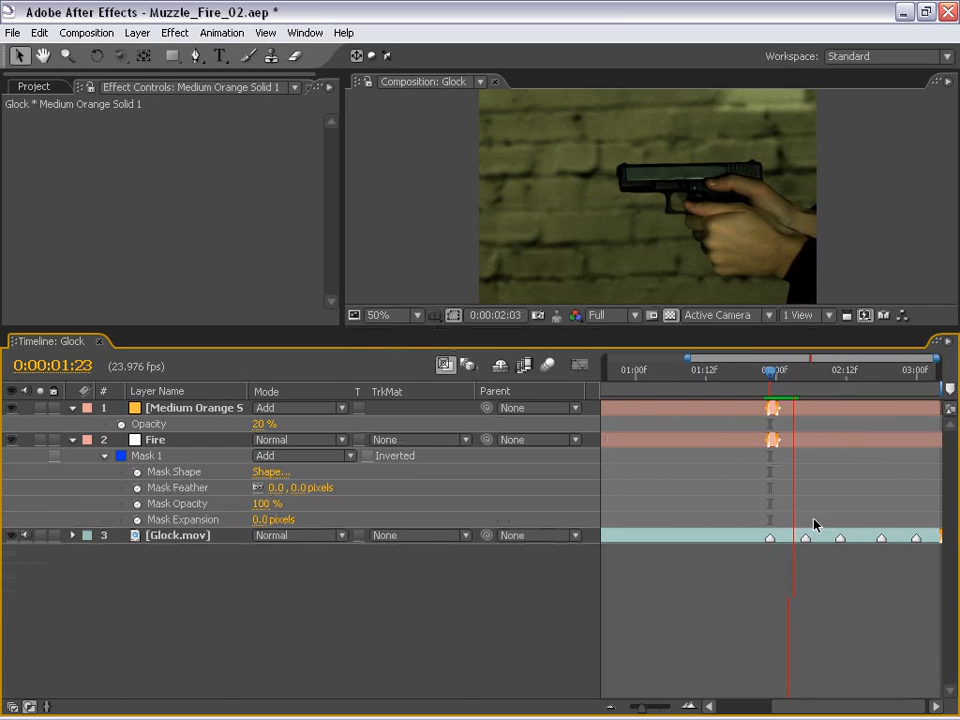 Adobe After Effects - Muzzle_Fire_02.aep *
File Edit Composition Layer Effect Animation View Window Help
Workspace: Standard
Project Effect Controls: Medium Orange Solid 1
Glock * Medium Orange Solid 1
Composition: Glock
50% 0:00:02:03 Full Active Camera 1 View
Timeline: Glock
0:00:01:23 (23.976 fps)
# Layer Name Mode T TrkMat Parent
01:00f 01:12f 02:12f 03:00f
1 [Medium Orange S Add None
Opacity 20 %
2 Fire Normal None None
Mask 1 Add Inverted
Mask Shape Shape...
Mask Feather 0.0 , 0.0 pixels
Mask Opacity 100 %
Mask Expansion 0.0 pixels
3 [Glock.mov] Normal None None